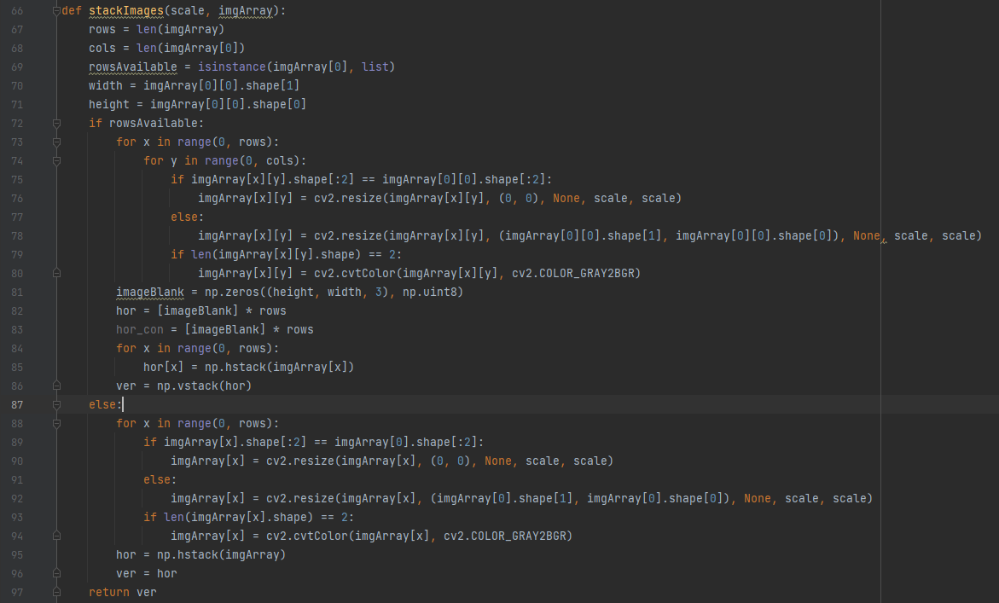 66 def stackImages(scale, imgArray):
67     rows = len(imgArray)
68     cols = len(imgArray[0])
69     rowsAvailable = isinstance(imgArray[0], list)
70     width = imgArray[0][0].shape[1]
71     height = imgArray[0][0].shape[0]
72     if rowsAvailable:
73         for x in range(0, rows):
74             for y in range(0, cols):
75                 if imgArray[x][y].shape[:2] == imgArray[0][0].shape[:2]:
76                     imgArray[x][y] = cv2.resize(imgArray[x][y], (0, 0), None, scale, scale)
77                 else:
78                     imgArray[x][y] = cv2.resize(imgArray[x][y], (imgArray[0][0].shape[1], imgArray[0][0].shape[0]), None, scale, scale)
79                 if len(imgArray[x][y].shape) == 2:
80                     imgArray[x][y] = cv2.cvtColor(imgArray[x][y], cv2.COLOR_GRAY2BGR)
81         imageBlank = np.zeros((height, width, 3), np.uint8)
82         hor = [imageBlank] * rows
83         hor_con = [imageBlank] * rows
84         for x in range(0, rows):
85             hor[x] = np.hstack(imgArray[x])
86         ver = np.vstack(hor)
87     else:
88         for x in range(0, rows):
89             if imgArray[x].shape[:2] == imgArray[0].shape[:2]:
90                 imgArray[x] = cv2.resize(imgArray[x], (0, 0), None, scale, scale)
91             else:
92                 imgArray[x] = cv2.resize(imgArray[x], (imgArray[0].shape[1], imgArray[0].shape[0]), None, scale, scale)
93             if len(imgArray[x].shape) == 2:
94                 imgArray[x] = cv2.cvtColor(imgArray[x], cv2.COLOR_GRAY2BGR)
95         hor = np.hstack(imgArray)
96         ver = hor
97     return ver